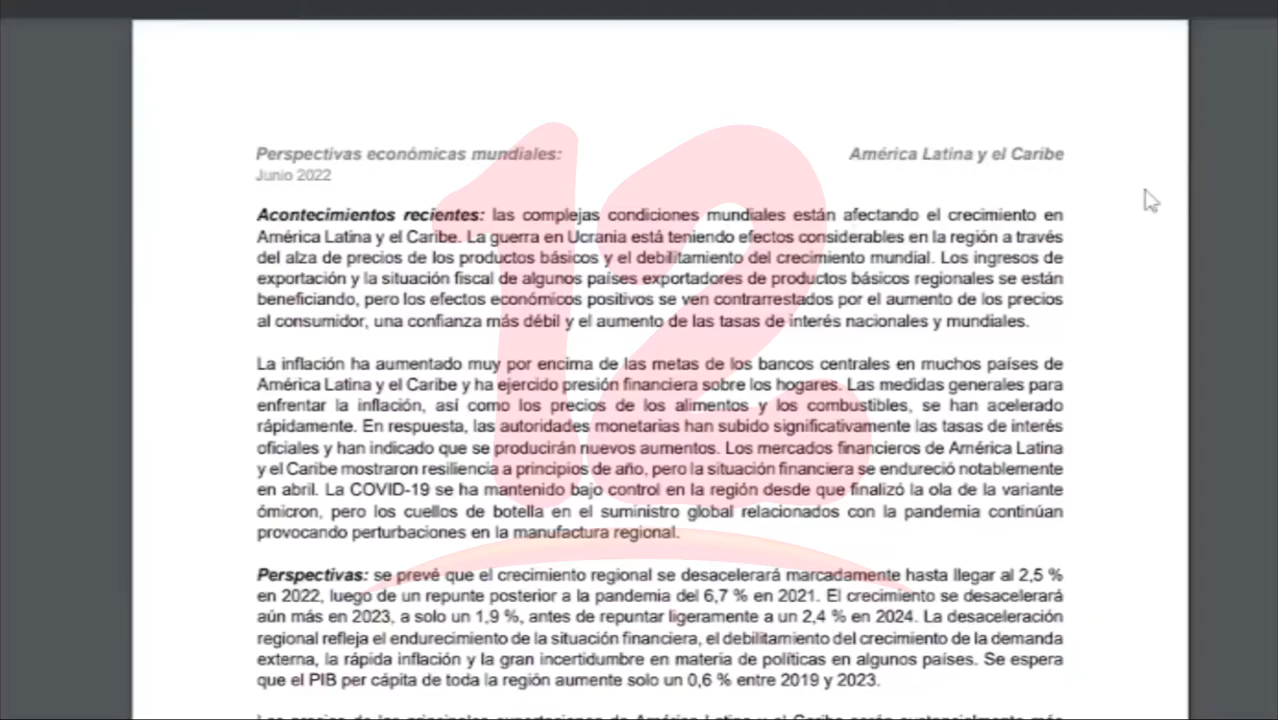 Perspectivas económicas mundiales: América Latina y el Caribe
Junio 2022
Acontecimientos recientes: las complejas condiciones mundiales están afectando el crecimiento en
América Latina y el Caribe. La guerra en Ucrania está teniendo efectos considerables en la región a través
del alza de precios de los productos básicos y el debilitamiento del crecimiento mundial. Los ingresos de
exportación y la situación fiscal de algunos países exportadores de productos básicos regionales se están
beneficiando, pero los efectos económicos positivos se ven contrarrestados por el aumento de los precios
al consumidor, una confianza más débil y el aumento de las tasas de interés nacionales y mundiales.
La inflación ha aumentado muy por encima de las metas de los bancos centrales en muchos países de
América Latina y el Caribe y ha ejercido presión financiera sobre los hogares. Las medidas generales para
enfrentar la inflación, así como los precios de los alimentos y los combustibles, se han acelerado
rápidamente. En respuesta, las autoridades monetarias han subido significativamente las tasas de interés
oficiales y han indicado que se producirán nuevos aumentos. Los mercados financieros de América Latina
y el Caribe mostraron resiliencia a principios de año, pero la situación financiera se endureció notablemente
en abril. La COVID-19 se ha mantenido bajo control en la región desde que finalizó la ola de la variante
ómicron, pero los cuellos de botella en el suministro global relacionados con la pandemia continúan
provocando perturbaciones en la manufactura regional.
Perspectivas: se prevé que el crecimiento regional se desacelerará marcadamente hasta llegar al 2,5 %
en 2022, luego de un repunte posterior a la pandemia del 6,7 % en 2021. El crecimiento se desacelerará
aún más en 2023, a solo un 1,9 %, antes de repuntar ligeramente a un 2,4 % en 2024. La desaceleración
regional refleja el endurecimiento de la situación financiera, el debilitamiento del crecimiento de la demanda
externa, la rápida inflación y la gran incertidumbre en materia de políticas en algunos países. Se espera
que el PIB per cápita de toda la región aumente solo un 0,6 % entre 2019 y 2023.
12